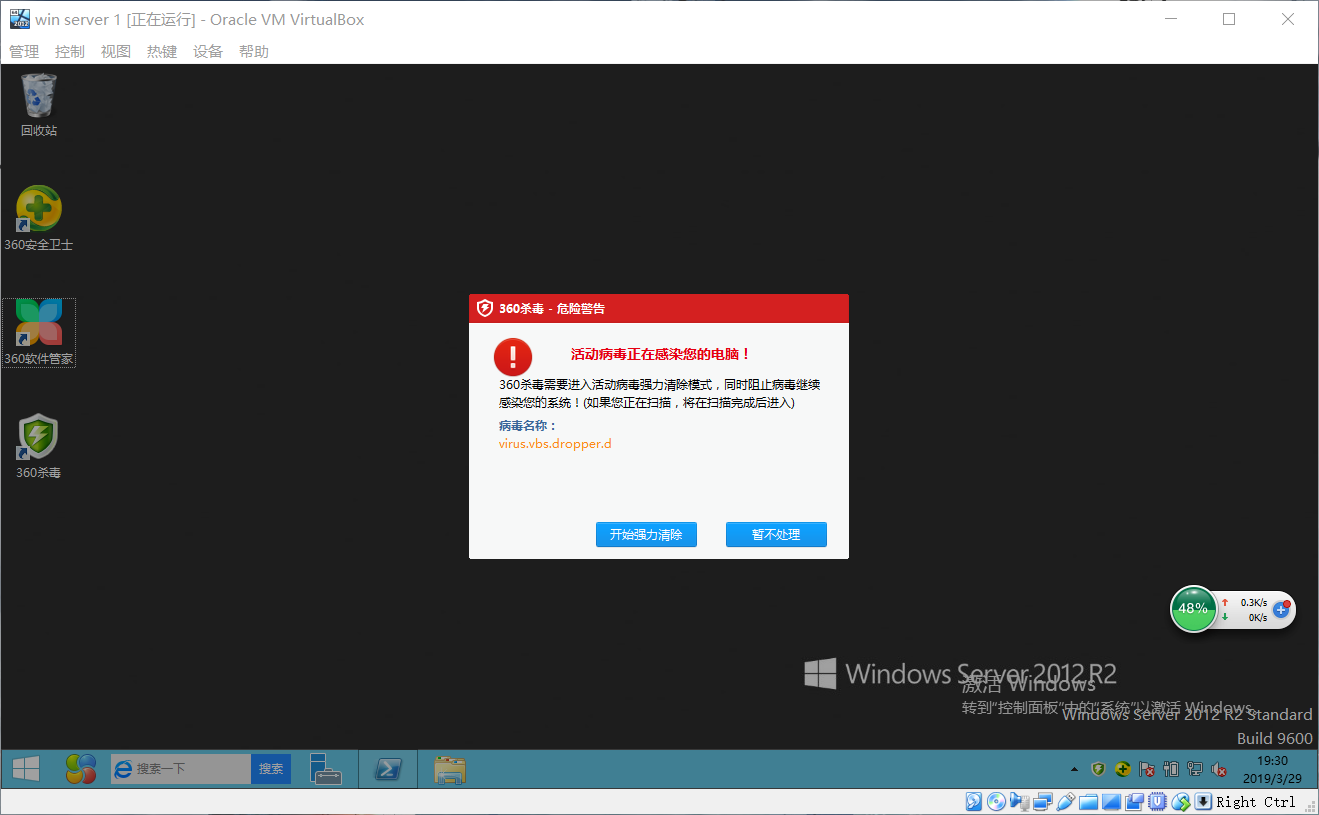 win server 1 [正在运行] - Oracle VM VirtualBox
管理 控制 视图 热键 设备 帮助
回收站
360安全卫士
360软件管家
360杀毒
360杀毒 - 危险警告
活动病毒正在感染您的电脑！
360杀毒需要进入活动病毒强力清除模式，同时阻止病毒继续
感染您的系统！(如果您正在扫描，将在扫描完成后进入)
病毒名称：
virus.vbs.dropper.d
开始强力清除 暂不处理
48%
0.3K/s
0K/s
Windows Server 2012 R2
激活 Windows
转到"控制面板"中的"系统"以激活 Windows。
Windows Server 2012 R2 Standard
Build 9600
搜索一下 搜索
19:30
2019/3/29
Right Ctrl